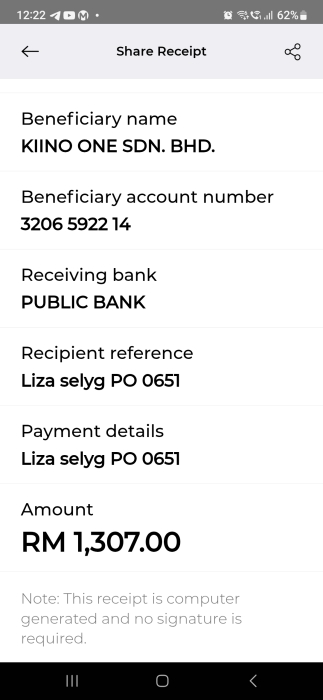 12:22 62%
Share Receipt
Beneficiary name
KIINO ONE SDN. BHD.
Beneficiary account number
3206 5922 14
Receiving bank
PUBLIC BANK
Recipient reference
Liza selyg PO 0651
Payment details
Liza selyg PO 0651
Amount
RM 1,307.00
Note: This receipt is computer
generated and no signature is
required.